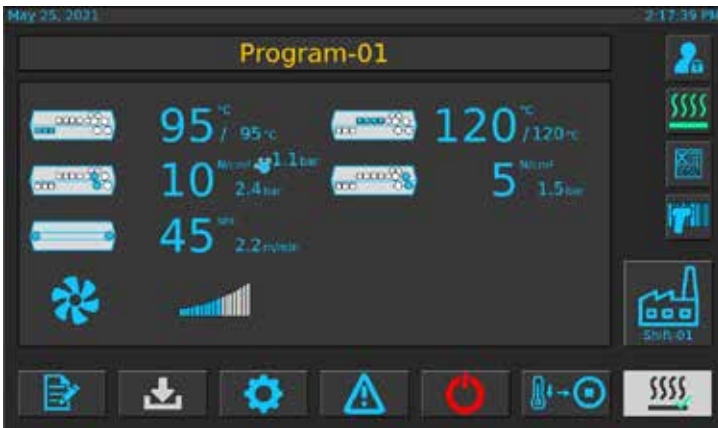 May 25, 2021 2:17:39 PM
Program-01
95 °C / 95 °C 120 °C / 120 °C
10 N/cm² 2.4 bar 1.1 bar 5 N/cm² 1.5 bar
45 2.2 m/min
Shift-01